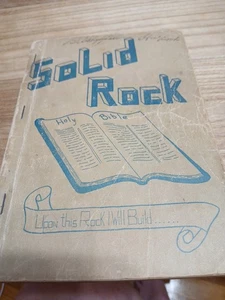 SoLid
Rock
Holy Bible
Upon this Rock I Will Build......